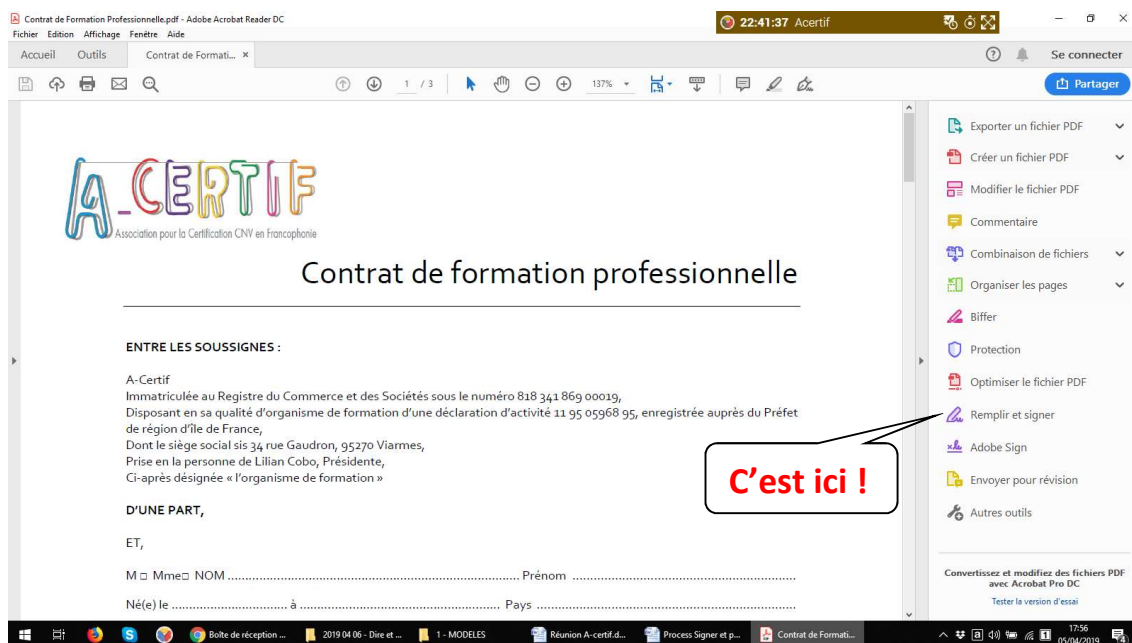 Contrat de Formation Professionnelle.pdf - Adobe Acrobat Reader DC
22:41:37 Acertif
Fichier Edition Affichage Fenêtre Aide
Accueil Outils Contrat de Formati... ×
Se connecter
1 / 3
137%
Partager
A-CERTIF
Association pour la Certification CNV en Francophonie
Contrat de formation professionnelle
ENTRE LES SOUSSIGNES :
A-Certif
Immatriculée au Registre du Commerce et des Sociétés sous le numéro 818 341 869 00019,
Disposant en sa qualité d'organisme de formation d'une déclaration d'activité 11 95 05968 95, enregistrée auprès du Préfet
de région d'île de France,
Dont le siège social sis 34 rue Gaudron, 95270 Viarmes,
Prise en la personne de Lilian Cobo, Présidente,
Ci-après désignée « l'organisme de formation »
D'UNE PART,
ET,
M □ Mme□ NOM ........................................................................ Prénom .......................................................
Né(e) le ............................ à ................................................. Pays ................................................................
Exporter un fichier PDF
Créer un fichier PDF
Modifier le fichier PDF
Commentaire
Combinaison de fichiers
Organiser les pages
Biffer
Protection
Optimiser le fichier PDF
Remplir et signer
Adobe Sign
Envoyer pour révision
Autres outils
C'est ici !
Convertissez et modifiez des fichiers PDF
avec Acrobat Pro DC
Tester la version d'essai
Boîte de réception ...
2019 04 06 - Dire et ...
1 - MODELES
Réunion A-certif.d...
Process Signer et p...
Contrat de Formati...
17:56
05/04/2019